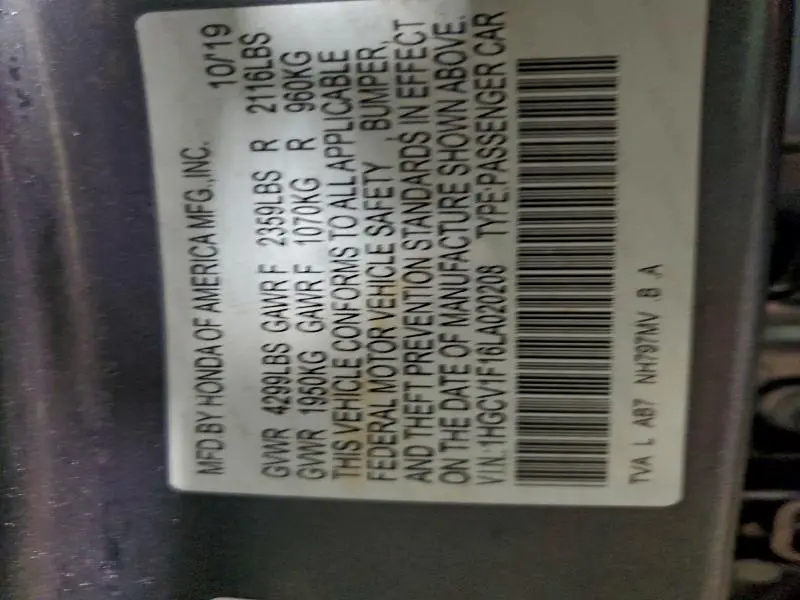 MFD.BY HONDA OF AMERICA MFG.,INC. 10/19
GVWR 4299LBS GAWR F 2359LBS R 2116LBS
GVWR 1950KG GAWR F 1070KG R 960KG
THIS VEHICLE CONFORMS TO ALL APPLICABLE
FEDERAL MOTOR VEHICLE SAFETY , BUMPER,
AND THEFT PREVENTION STANDARDS IN EFFECT
ON THE DATE OF MANUFACTURE SHOWN ABOVE.
VIN:1HGCV1F16LA020208 TYPE:PASSENGER CAR
TVA L AB7 NH797MV .B .A